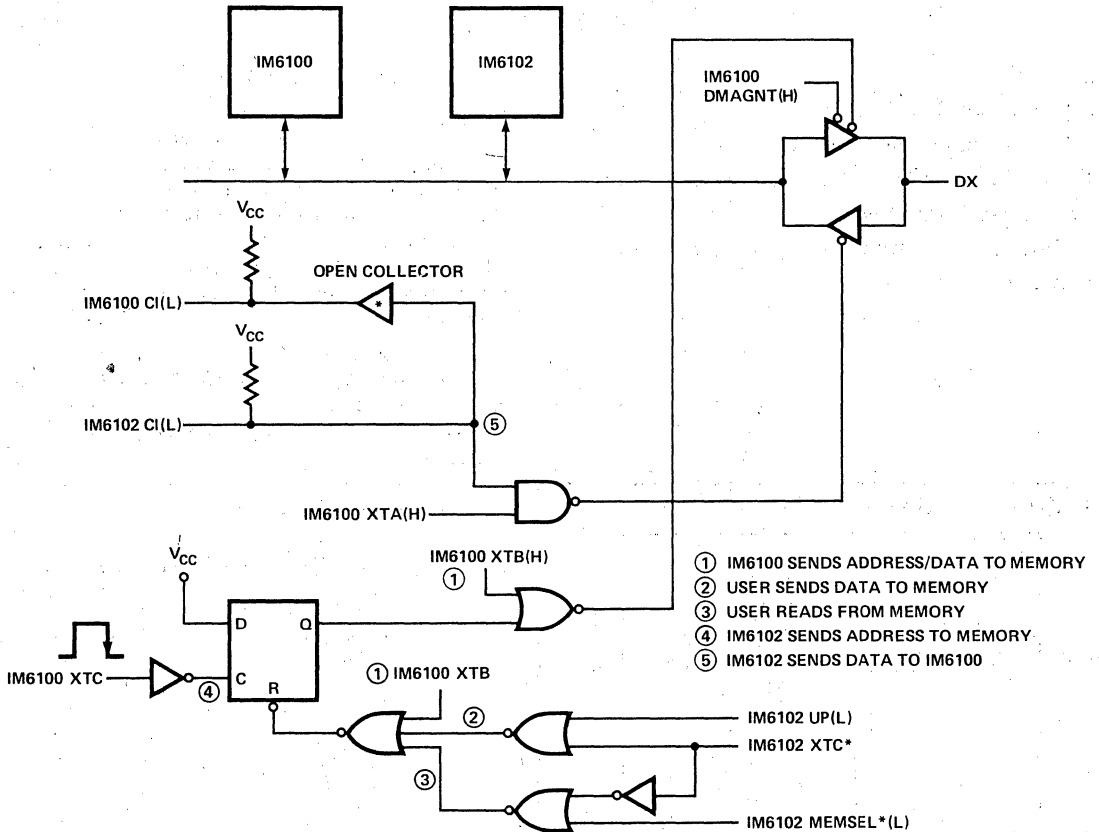 IM6100
IM6102
IM6100
DMAGNT(H)
DX
VCC
OPEN COLLECTOR
*
IM6100 CI(L)
VCC
IM6102 CI(L)
5
IM6100 XTA(H)
VCC
IM6100 XTB(H)
1
D
Q
IM6100 XTC
4
C
R
1 IM6100 XTB
2
3
IM6102 UP(L)
IM6102 XTC*
IM6102 MEMSEL*(L)
1 IM6100 SENDS ADDRESS/DATA TO MEMORY
2 USER SENDS DATA TO MEMORY
3 USER READS FROM MEMORY
4 IM6102 SENDS ADDRESS TO MEMORY
5 IM6102 SENDS DATA TO IM6100